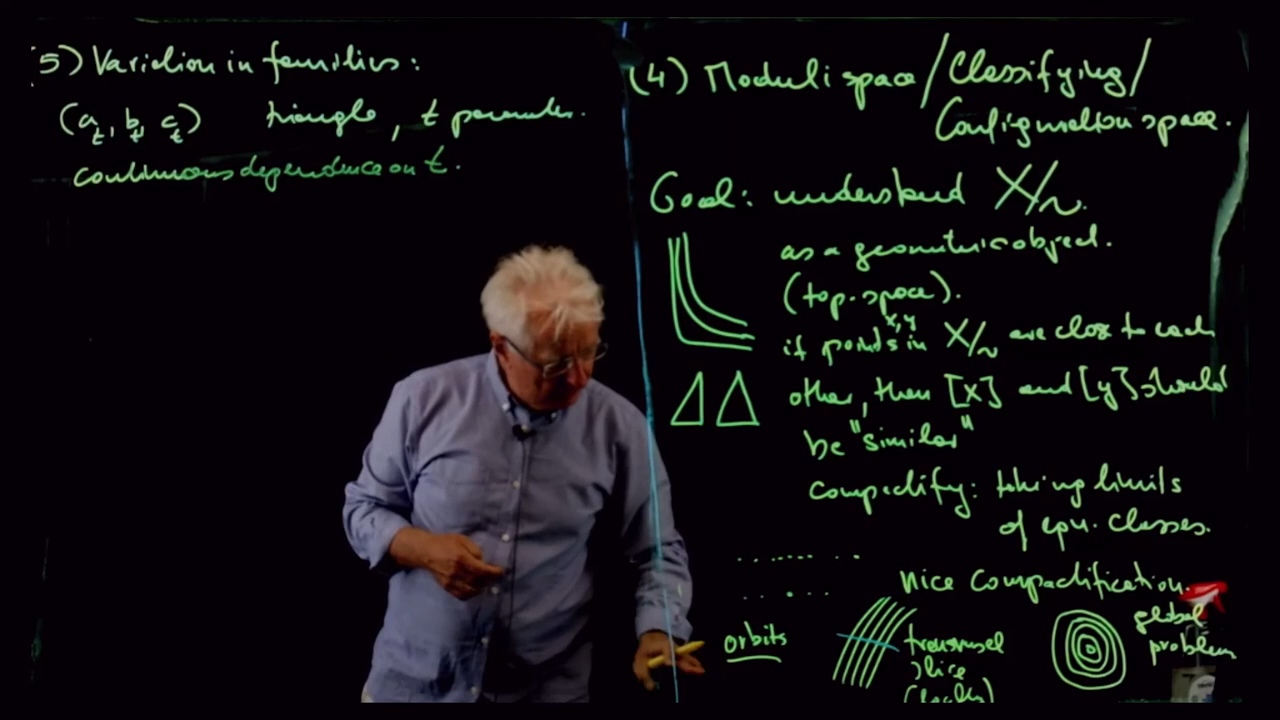 (5) Variation in families:
(a_t, b_t, c_t) triangle, t parameter.
continuous dependence on t.
(4) Moduli space / Classifying /
Configuration space.
Goal: understand X/~
as a geometric object.
(top. space).
if points x,y in X/~ are close to each
other, then [x] and [y] should
be "similar"
compactify: taking limits
of equ. classes.
nice compactification.
orbits
transversal
slice
(locally)
global
problem